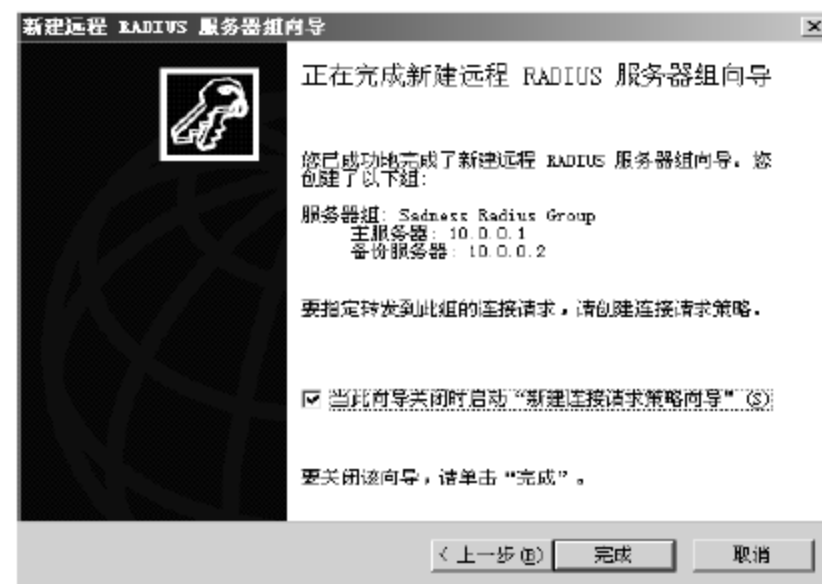 新建远程 RADIUS 服务器组向导
正在完成新建远程 RADIUS 服务器组向导
您已成功地完成了新建远程 RADIUS 服务器组向导。您
创建了以下组:
服务器组: Sadness Radius Group
主服务器: 10.0.0.1
备份服务器: 10.0.0.2
要指定转发到此组的连接请求，请创建连接请求策略。
当此向导关闭时启动“新建连接请求策略向导” (S)
要关闭该向导，请单击“完成”。
< 上一步(B) 完成 取消